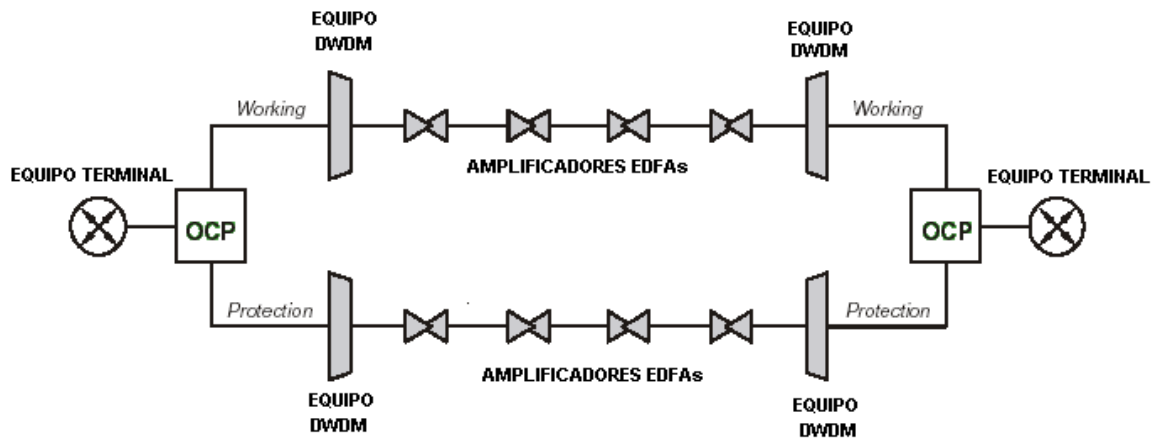 EQUIPO
DWDM
EQUIPO
DWDM
Working
Working
AMPLIFICADORES EDFAs
EQUIPO TERMINAL
EQUIPO TERMINAL
OCP
OCP
Protection
Protection
AMPLIFICADORES EDFAs
EQUIPO
DWDM
EQUIPO
DWDM